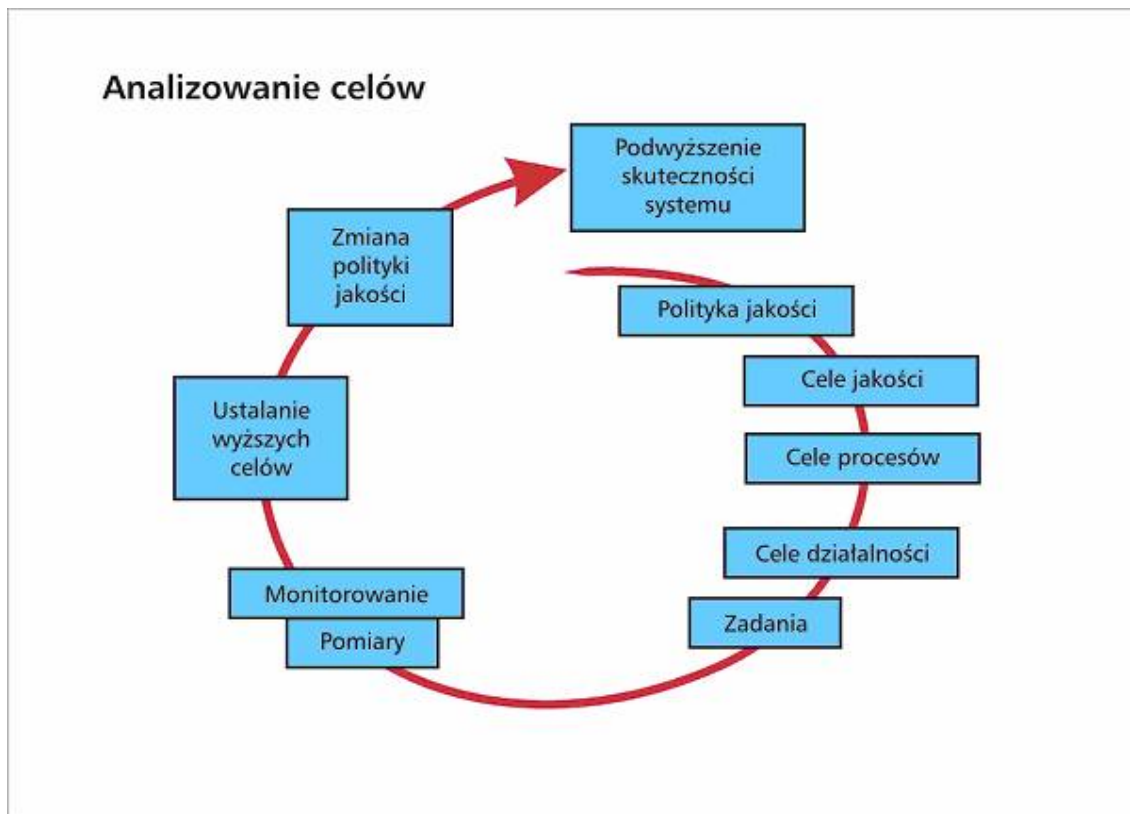 Analizowanie celów
Podwyższenie
skuteczności
systemu
Polityka jakości
Cele jakości
Cele procesów
Cele działalności
Zadania
Pomiary
Monitorowanie
Ustalanie
wyższych
celów
Zmiana
polityki
jakości